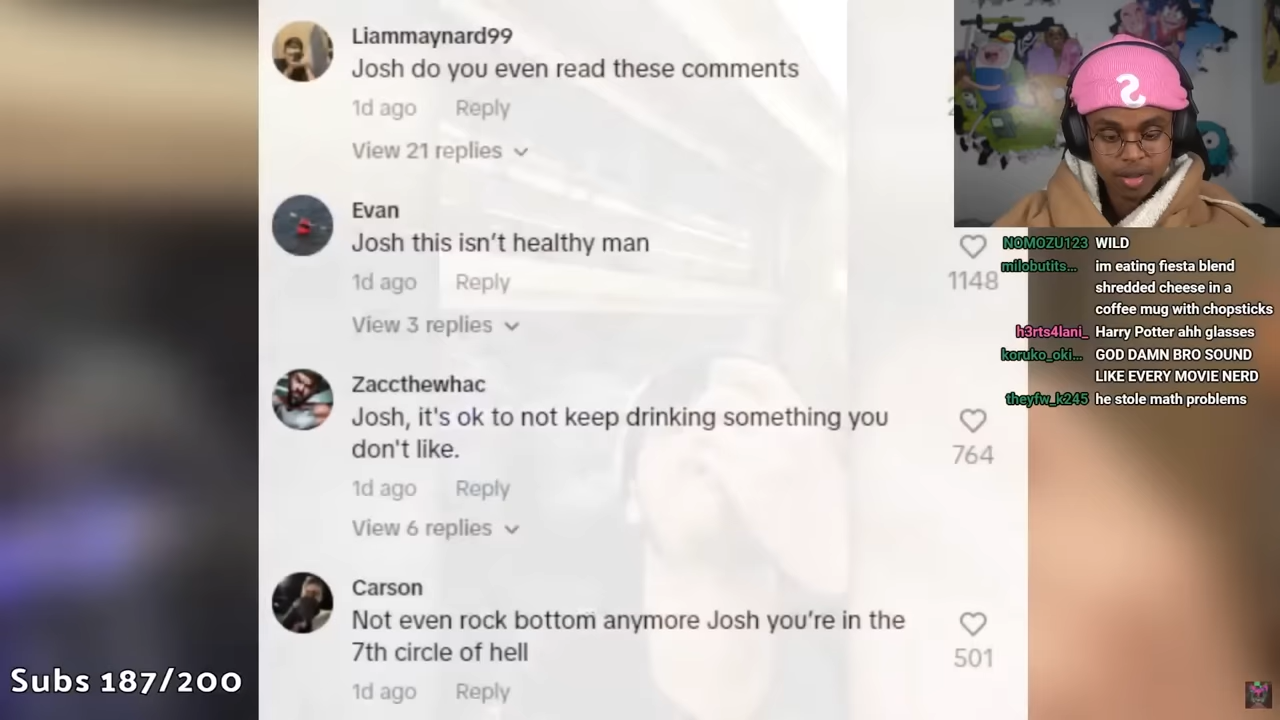 Liammaynard99
Josh do you even read these comments
1d ago Reply
View 21 replies
Evan
Josh this isn't healthy man
1d ago Reply
1148
View 3 replies
Zaccthewhac
Josh, it's ok to not keep drinking something you
don't like.
764
1d ago Reply
View 6 replies
Carson
Not even rock bottom anymore Josh you're in the
7th circle of hell
501
1d ago Reply
S
NOMOZU123 WILD
milobutits... im eating fiesta blend
shredded cheese in a
coffee mug with chopsticks
h3rts4lani_ Harry Potter ahh glasses
koruko_oki... GOD DAMN BRO SOUND
LIKE EVERY MOVIE NERD
theyfw_k245 he stole math problems
Subs 187/200